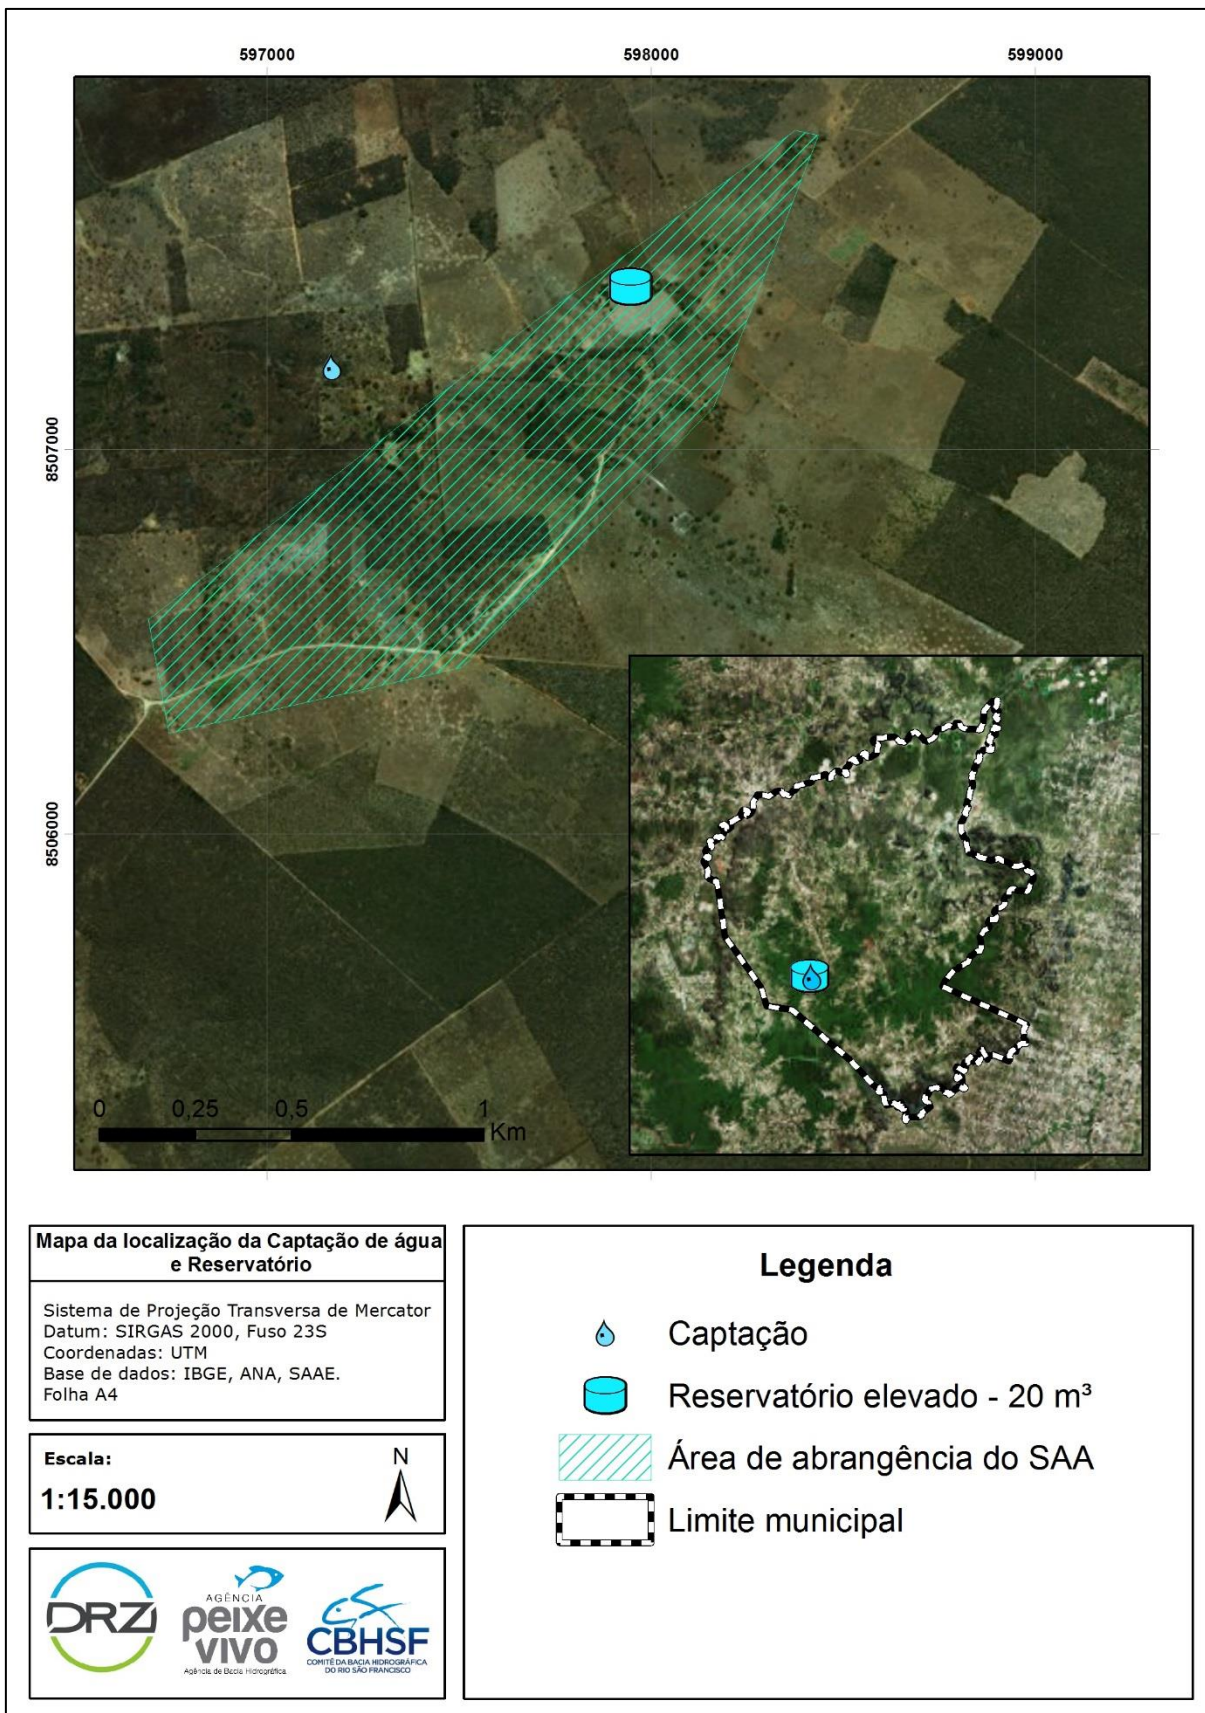 597000
598000
599000
8507000
8506000
0
0,25
0,5
1
Km
Mapa da localização da Captação de água
e Reservatório
Sistema de Projeção Transversa de Mercator
Datum: SIRGAS 2000, Fuso 23S
Coordenadas: UTM
Base de dados: IBGE, ANA, SAAE.
Folha A4
Escala:
1:15.000
N
DRZ
AGÊNCIA
peixe
vivo
Agência de Bacia Hidrográfica
CBHSF
COMITÊ DA BACIA HIDROGRÁFICA
DO RIO SÃO FRANCISCO
Legenda
Captação
Reservatório elevado - 20 m³
Área de abrangência do SAA
Limite municipal